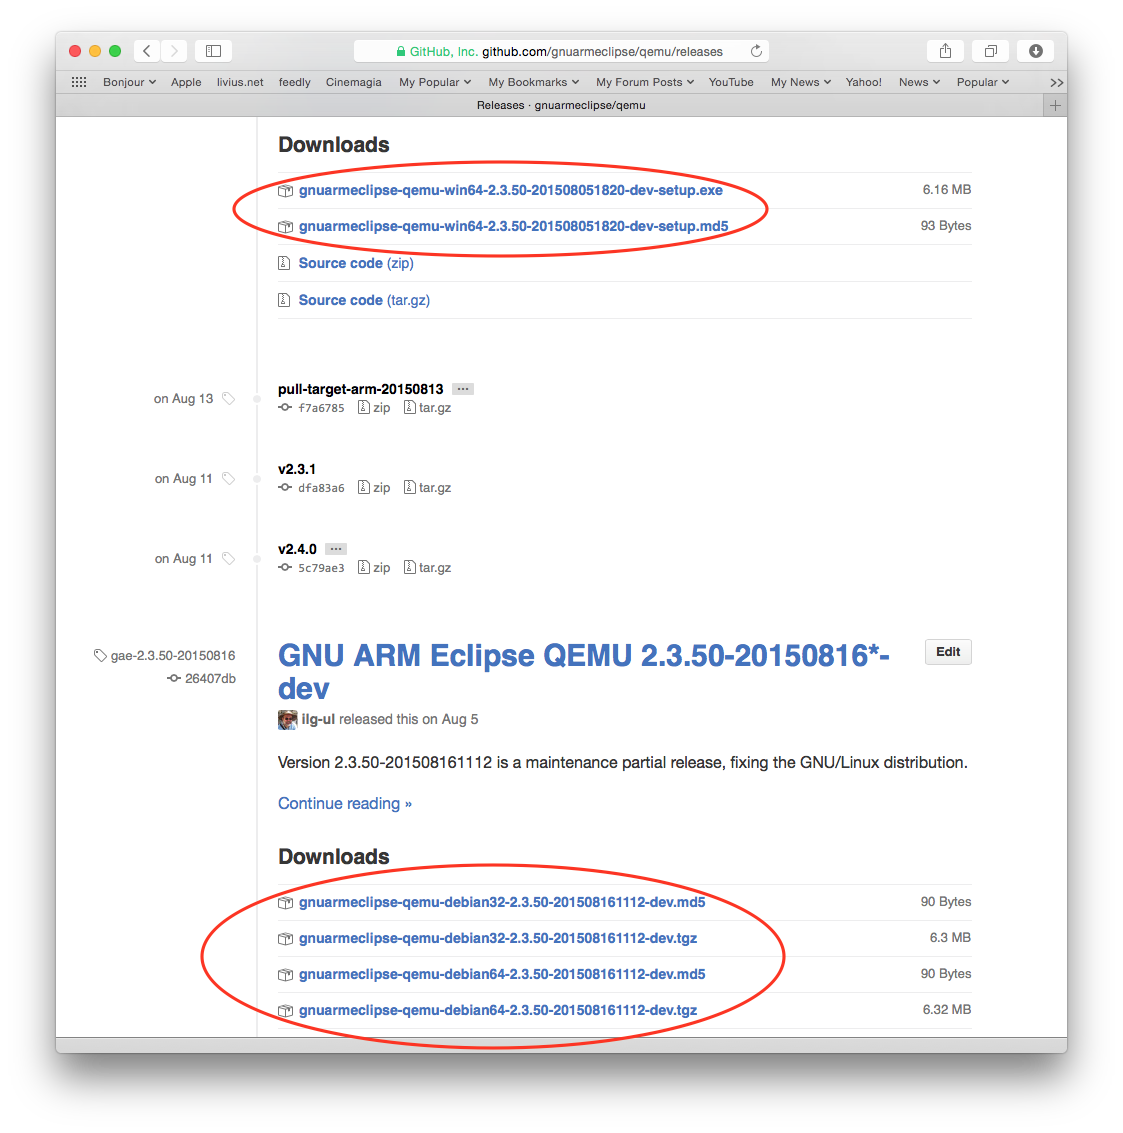 GitHub, Inc. github.com/gnuarmeclipse/qemu/releases
Bonjour Apple livius.net feedly Cinemagia My Popular My Bookmarks My Forum Posts YouTube My News Yahoo! News Popular >>
Releases · gnuarmeclipse/qemu +
Downloads
gnuarmeclipse-qemu-win64-2.3.50-201508051820-dev-setup.exe 6.16 MB
gnuarmeclipse-qemu-win64-2.3.50-201508051820-dev-setup.md5 93 Bytes
Source code (zip)
Source code (tar.gz)
pull-target-arm-20150813 ...
on Aug 13
f7a6785 zip tar.gz
v2.3.1
on Aug 11
dfa83a6 zip tar.gz
v2.4.0 ...
on Aug 11
5c79ae3 zip tar.gz
gae-2.3.50-20150816
26407db
GNU ARM Eclipse QEMU 2.3.50-20150816*-
dev
Edit
ilg-ul released this on Aug 5
Version 2.3.50-201508161112 is a maintenance partial release, fixing the GNU/Linux distribution.
Continue reading »
Downloads
gnuarmeclipse-qemu-debian32-2.3.50-201508161112-dev.md5 90 Bytes
gnuarmeclipse-qemu-debian32-2.3.50-201508161112-dev.tgz 6.3 MB
gnuarmeclipse-qemu-debian64-2.3.50-201508161112-dev.md5 90 Bytes
gnuarmeclipse-qemu-debian64-2.3.50-201508161112-dev.tgz 6.32 MB